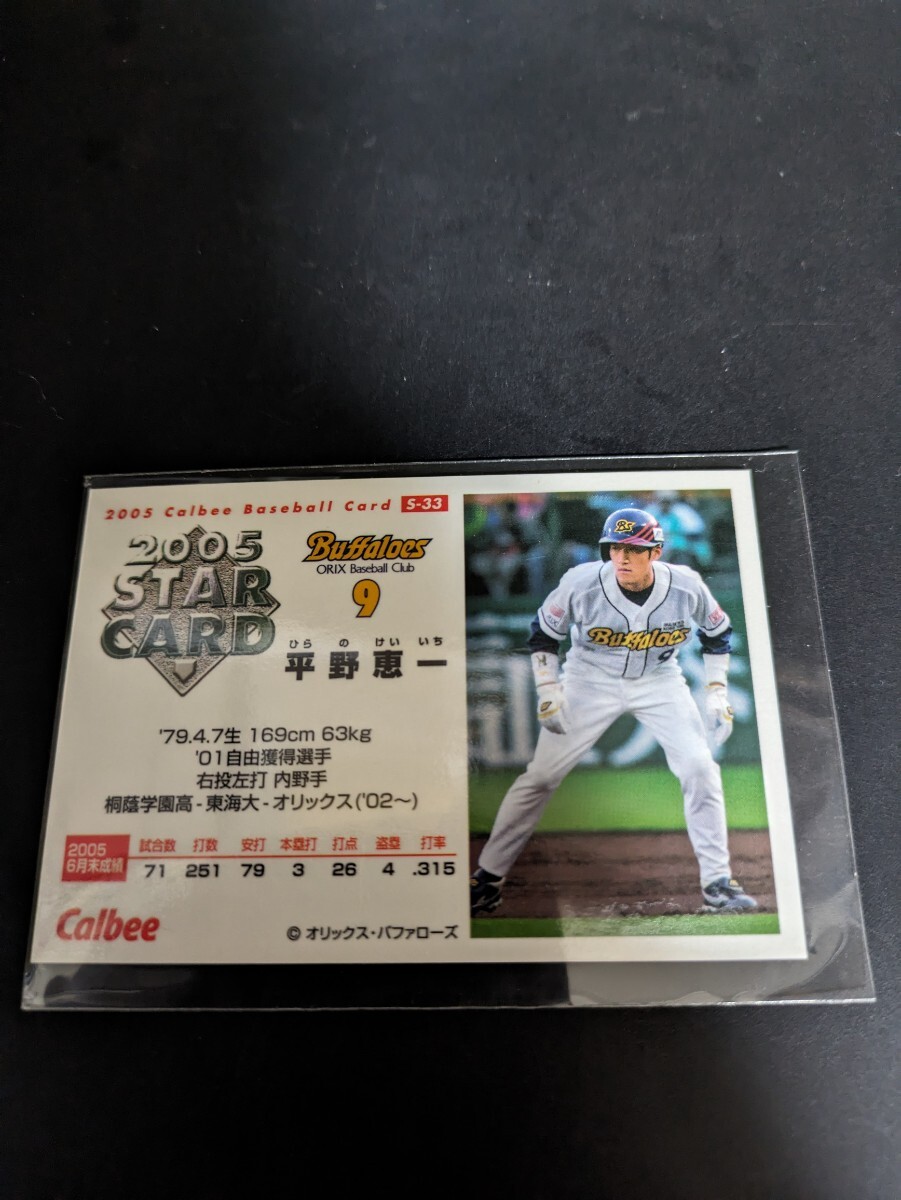 2005 Calbee Baseball Card S-33
2005
STAR
CARD
Buffaloes
ORIX Baseball Club
9
ひら の けい いち
平野恵一
'79.4.7生 169cm 63kg
'01自由獲得選手
右投左打 内野手
桐蔭学園高-東海大-オリックス('02〜)
2005
6月末成績
試合数 打数 安打 本塁打 打点 盗塁 打率
71 251 79 3 26 4 .315
Calbee
© オリックス・バファローズ
Bs
Buffaloes
9